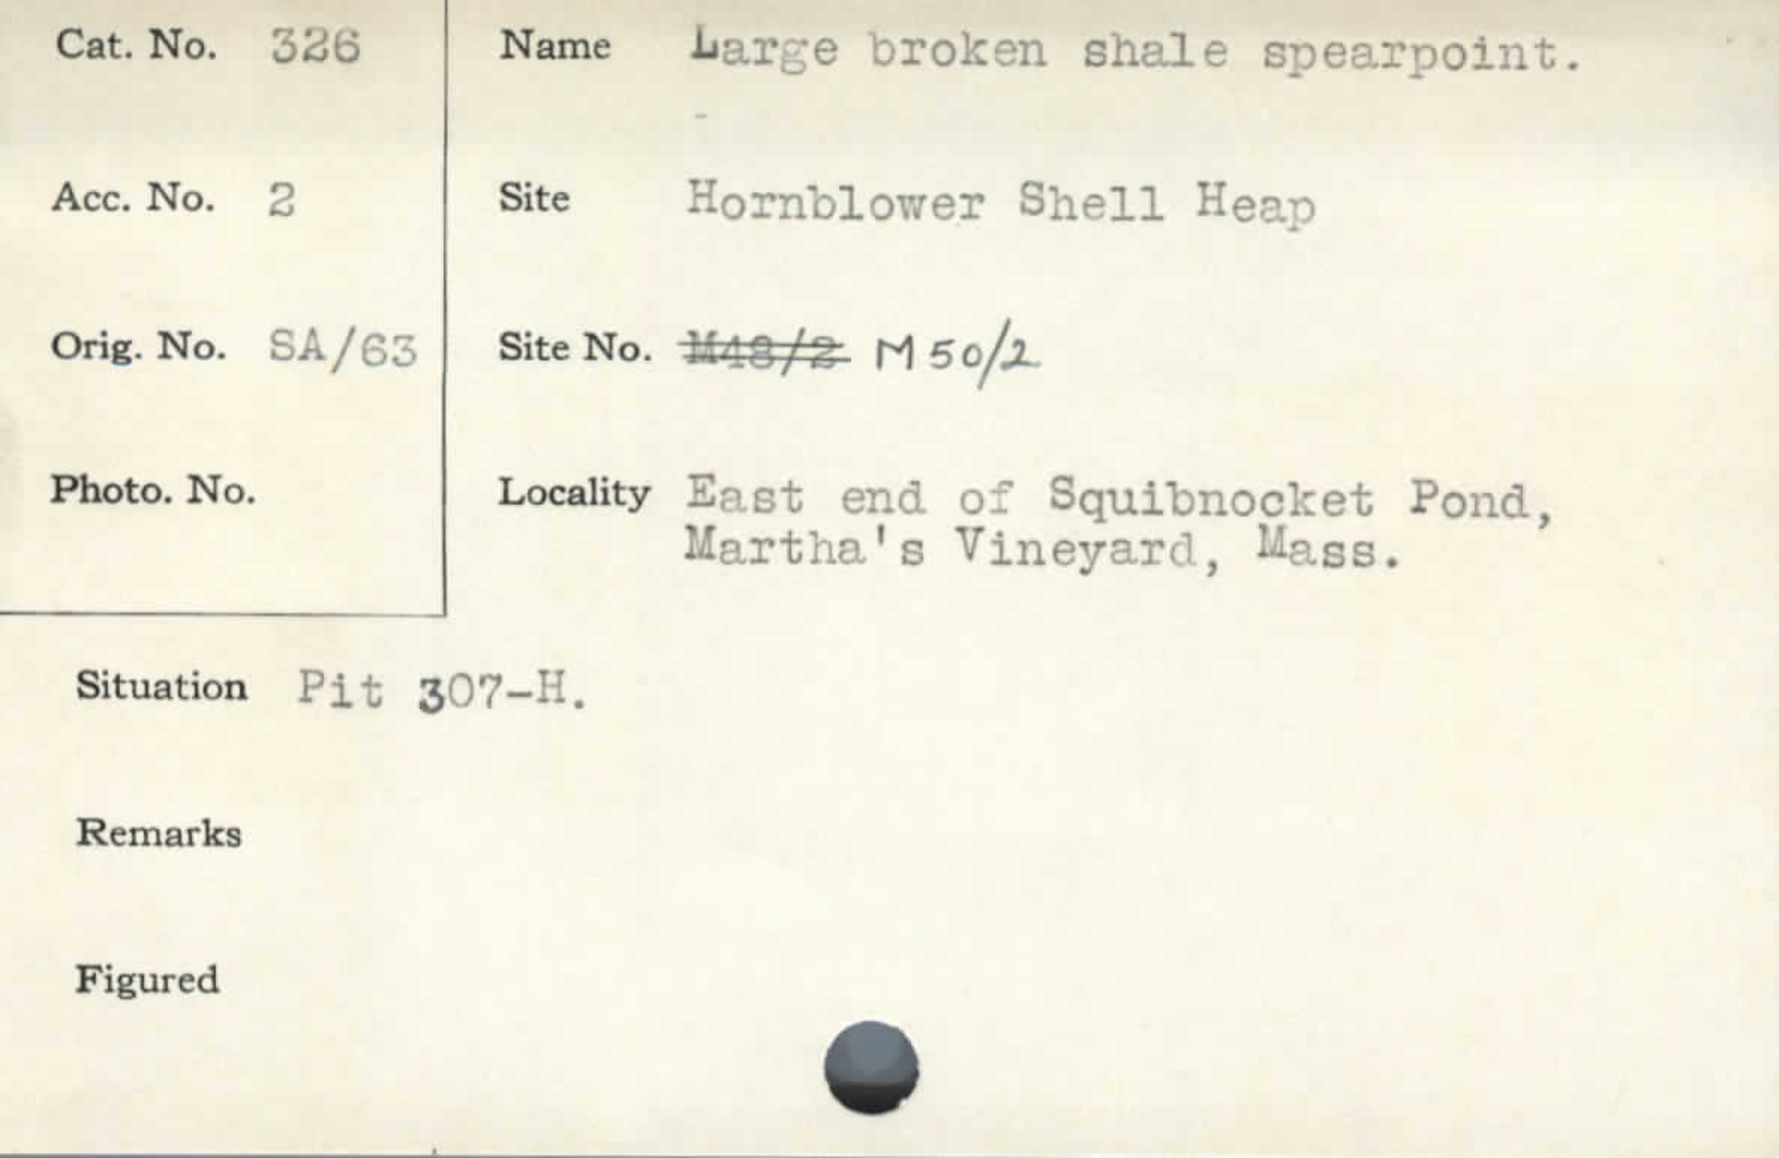 Cat. No. 326
Name Large broken shale spearpoint.
Acc. No. 2
Site Hornblower Shell Heap
Orig. No. SA/63
Site No. M48/2 M50/2
Photo. No.
Locality East end of Squibnocket Pond,
Martha's Vineyard, Mass.
Situation Pit 307-H.
Remarks
Figured